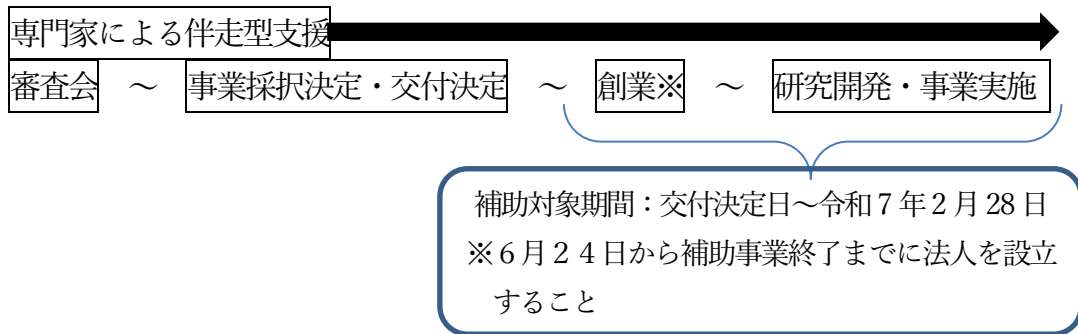 専門家による伴走型支援
審査会 ～ 事業採択決定・交付決定 ～ 創業※ ～ 研究開発・事業実施
補助対象期間：交付決定日～令和７年２月 28 日
※６月２４日から補助事業終了までに法人を設立
すること